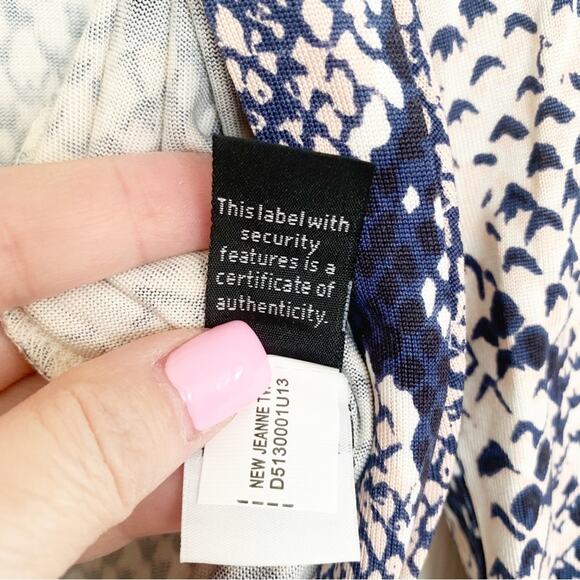 This label with
security
features is a
certificate of
authenticity.
NEW JEANNE
D5130001U13